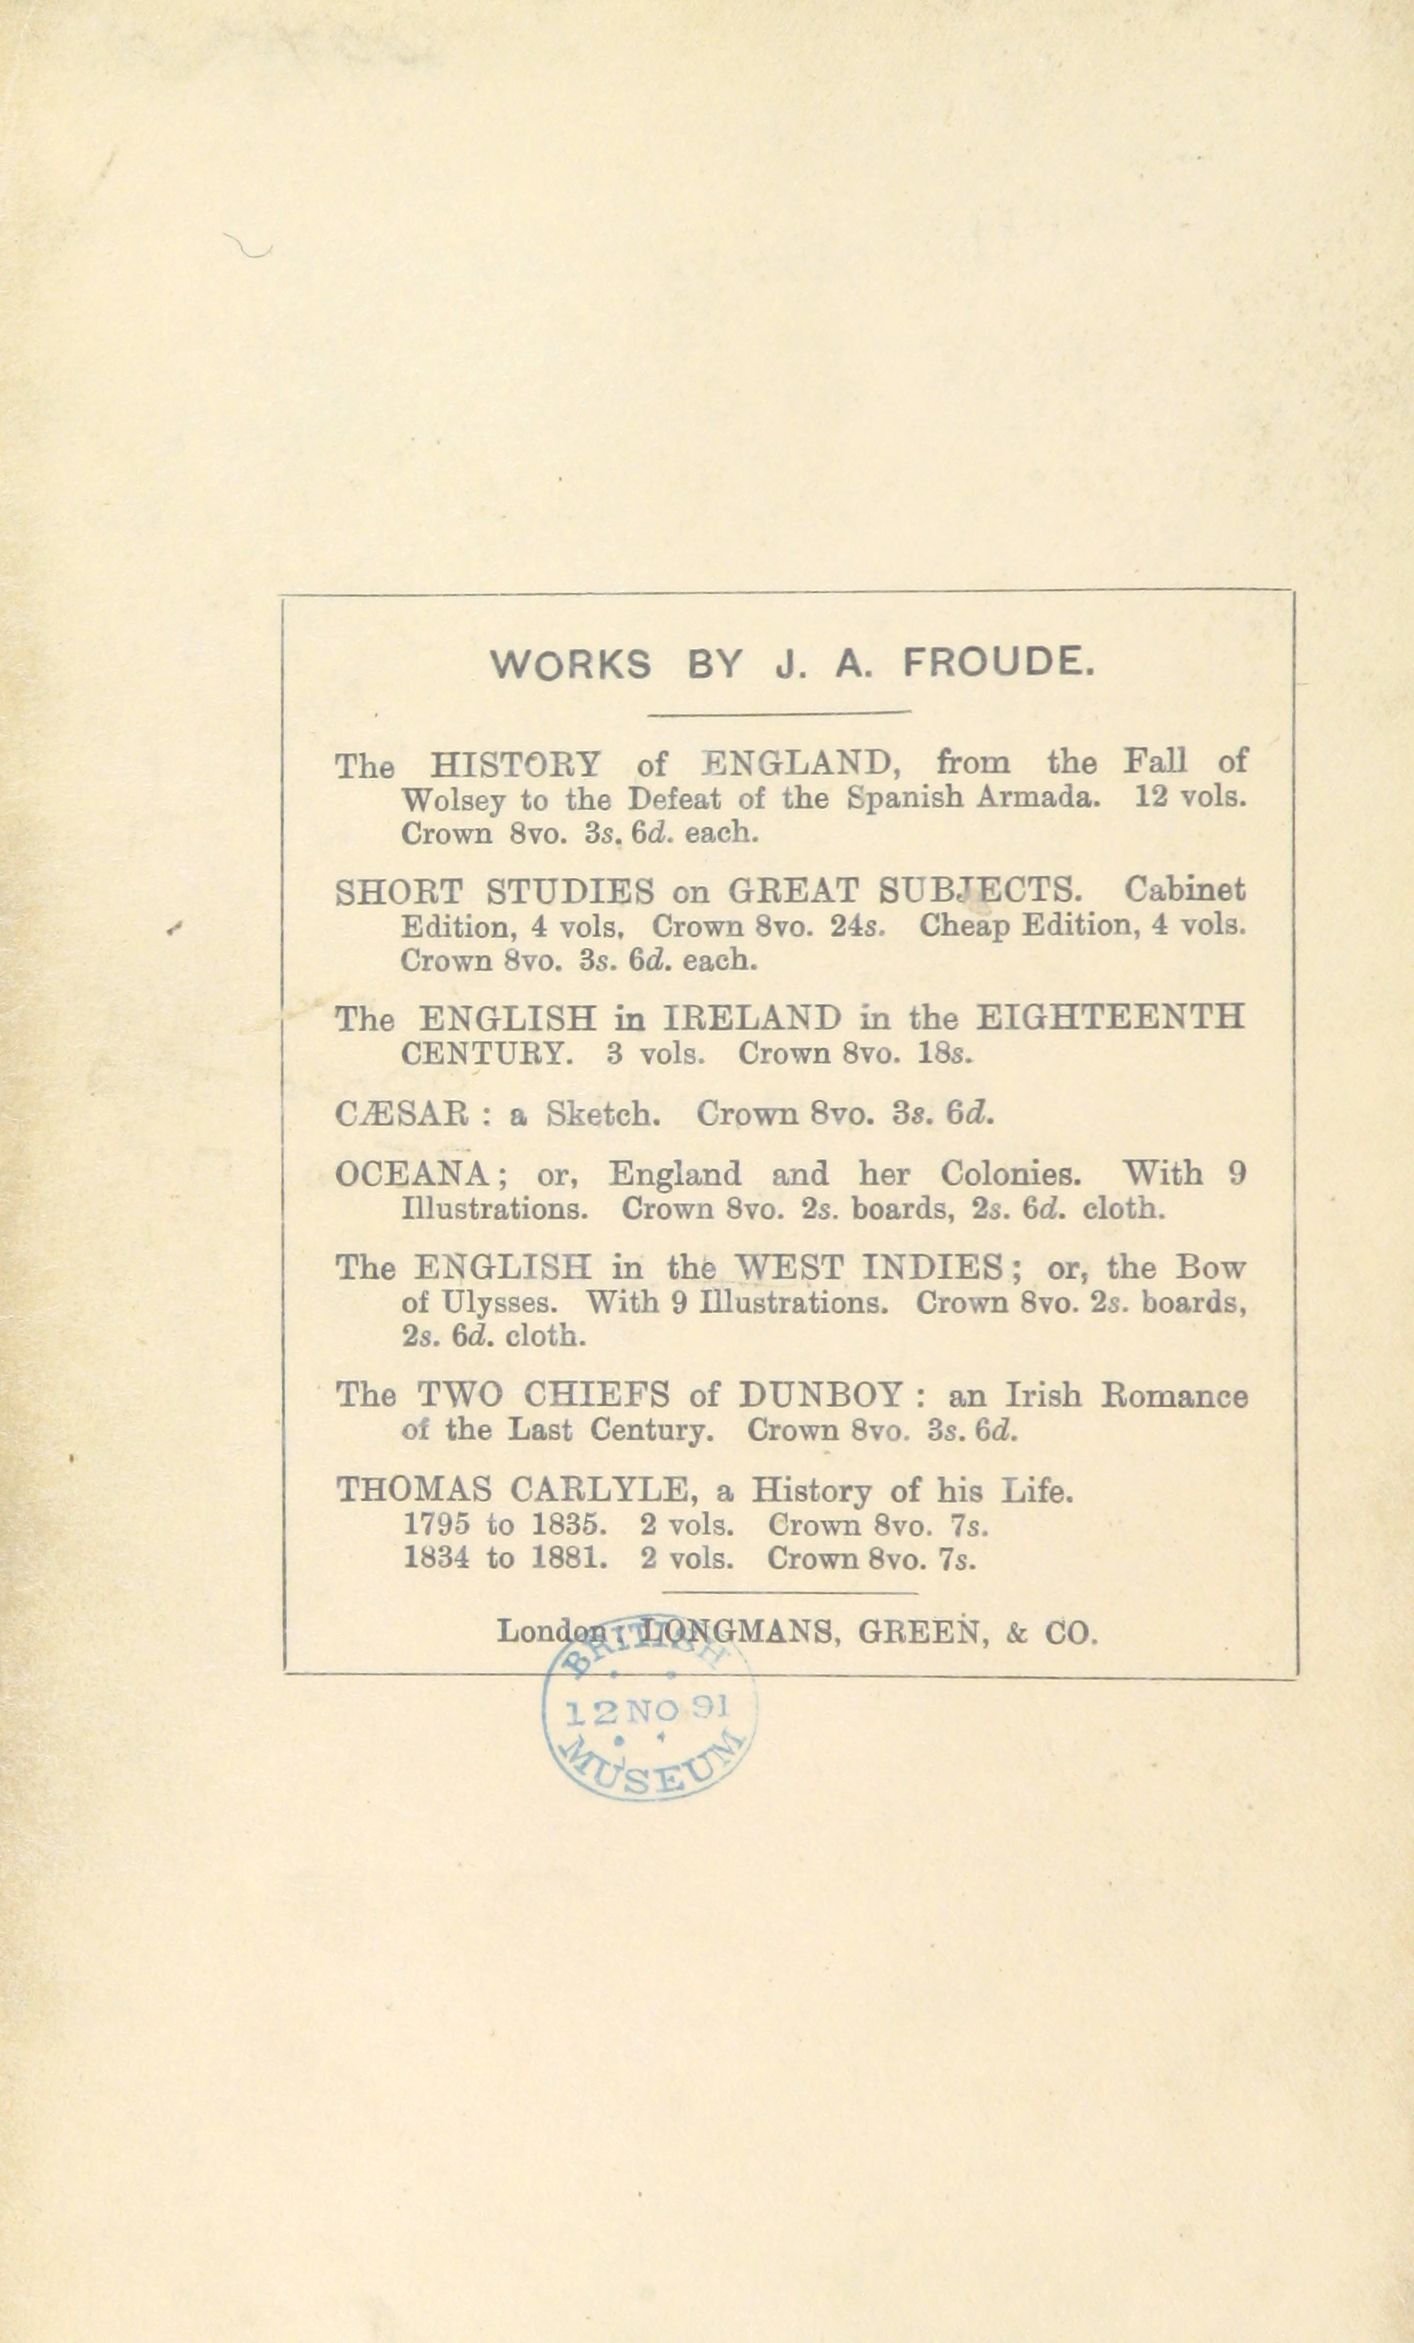 WORKS BY J. A. FROUDE.
The HISTORY of ENGLAND, from the Fall of
Wolsey to the Defeat of the Spanish Armada. 12 vols.
Crown 8vo. 3s. 6d. each.
SHORT STUDIES on GREAT SUBJECTS. Cabinet
Edition, 4 vols. Crown 8vo. 24s. Cheap Edition, 4 vols.
Crown 8vo. 3s. 6d. each.
The ENGLISH in IRELAND in the EIGHTEENTH
CENTURY. 3 vols. Crown 8vo. 18s.
CÆSAR : a Sketch. Crown 8vo. 3s. 6d.
OCEANA ; or, England and her Colonies. With 9
Illustrations. Crown 8vo. 2s. boards, 2s. 6d. cloth.
The ENGLISH in the WEST INDIES ; or, the Bow
of Ulysses. With 9 Illustrations. Crown 8vo. 2s. boards,
2s. 6d. cloth.
The TWO CHIEFS of DUNBOY : an Irish Romance
of the Last Century. Crown 8vo. 3s. 6d.
THOMAS CARLYLE, a History of his Life.
1795 to 1835. 2 vols. Crown 8vo. 7s.
1834 to 1881. 2 vols. Crown 8vo. 7s.
London : LONGMANS, GREEN, & CO.
BRITISH
12 NO 91
MUSEUM